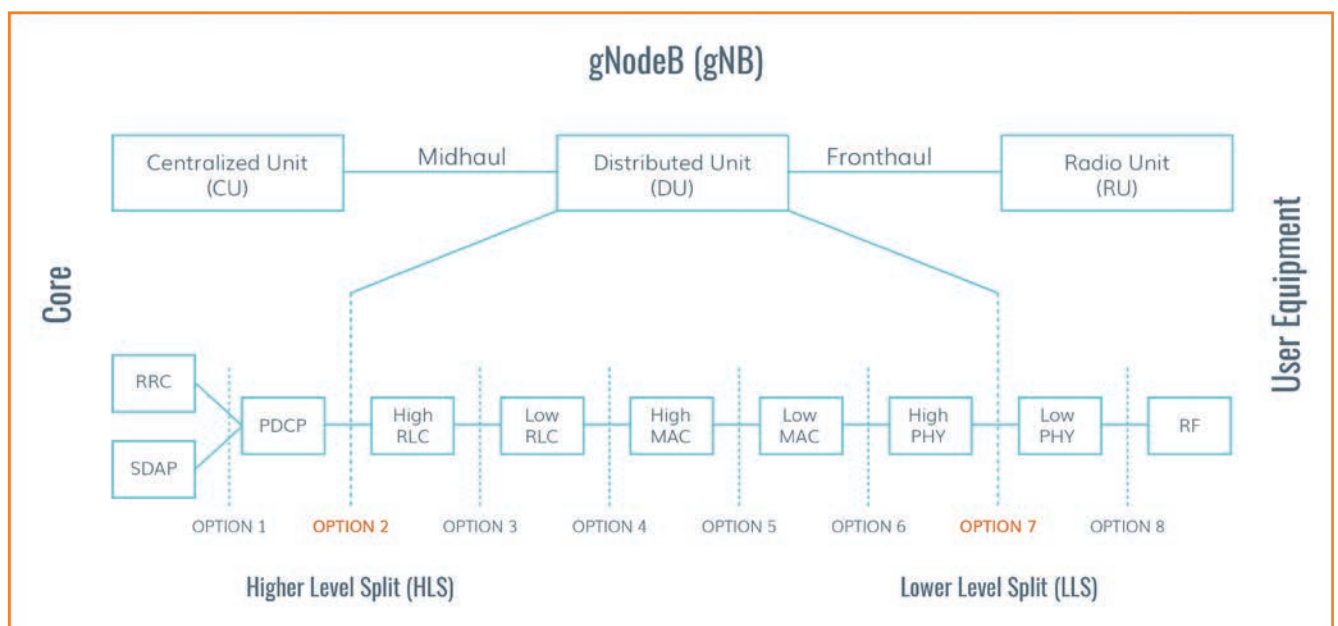 gNodeB (gNB)
Centralized Unit
(CU)
Midhaul
Distributed Unit
(DU)
Fronthaul
Radio Unit
(RU)
Core
User Equipment
RRC
SDAP
PDCP
High
RLC
Low
RLC
High
MAC
Low
MAC
High
PHY
Low
PHY
RF
OPTION 1
OPTION 2
OPTION 3
OPTION 4
OPTION 5
OPTION 6
OPTION 7
OPTION 8
Higher Level Split (HLS)
Lower Level Split (LLS)